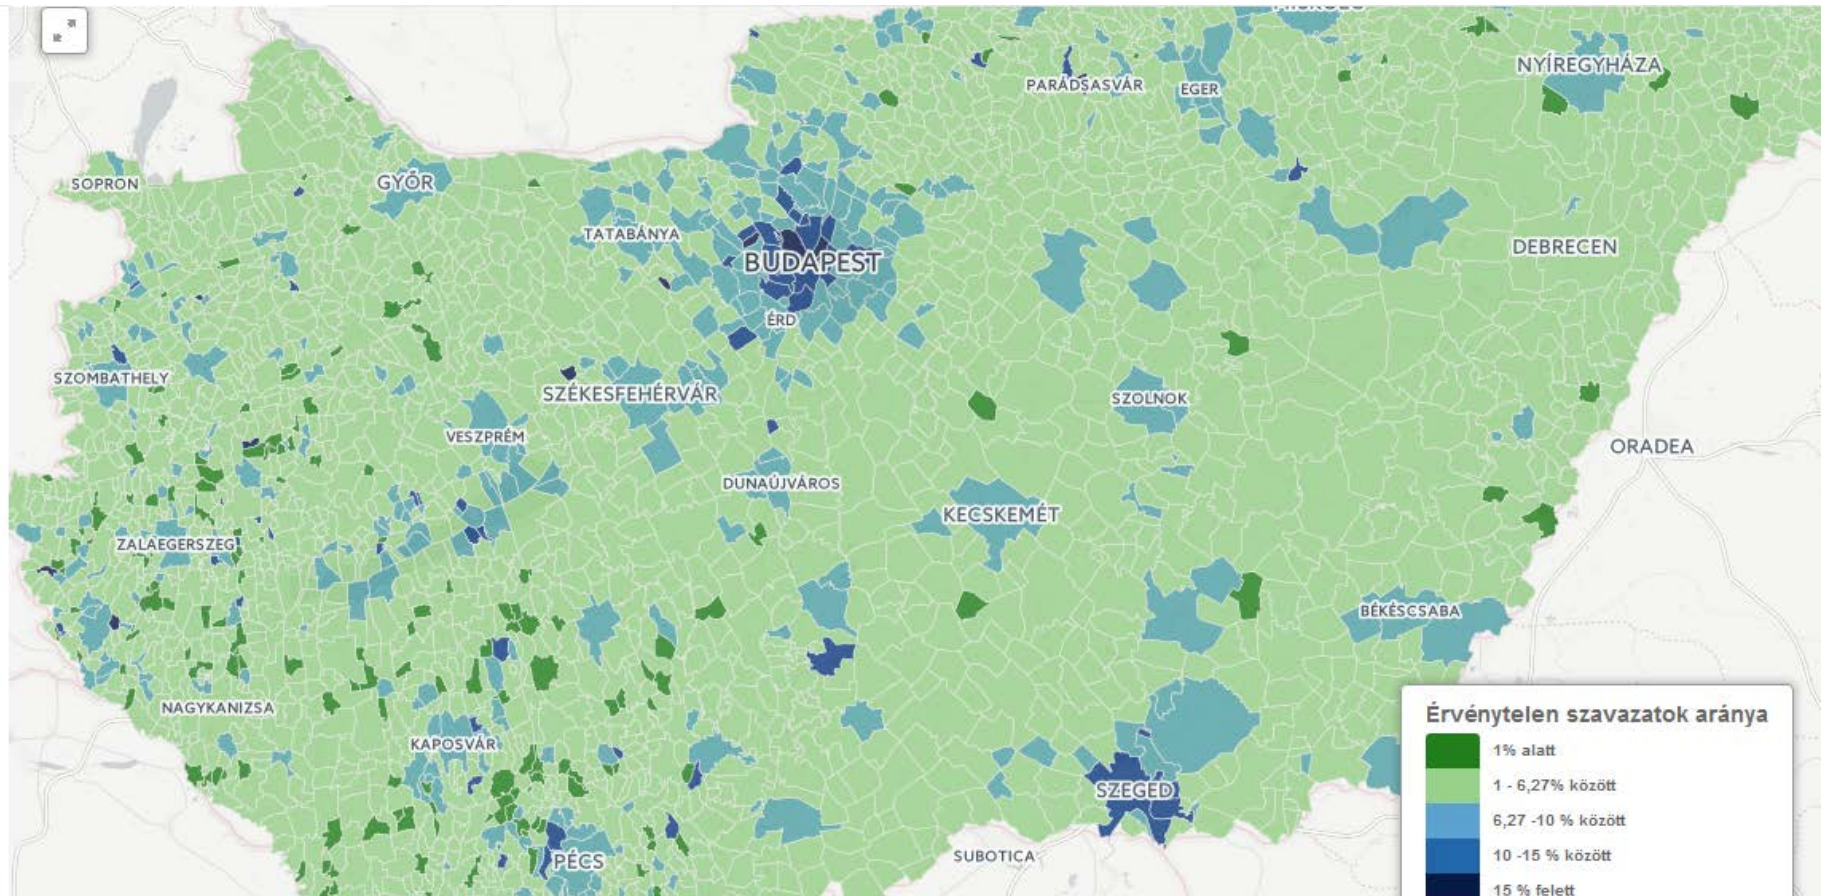 MISKOLC
NYÍREGYHÁZA
PARÁDSASVÁR
EGER
SOPRON
GYŐR
TATABÁNYA
DEBRECEN
BUDAPEST
ÉRD
SZOMBATHELY
SZÉKESFEHÉRVÁR
SZOLNOK
VESZPRÉM
ORADEA
DUNAÚJVÁROS
KECSKEMÉT
ZALAEGERSZEG
BÉKÉSCSABA
NAGYKANIZSA
KAPOSVÁR
SZEGED
SUBOTICA
PÉCS
Érvénytelen szavazatok aránya
1% alatt
1 - 6,27% között
6,27 -10 % között
10 -15 % között
15 % felett